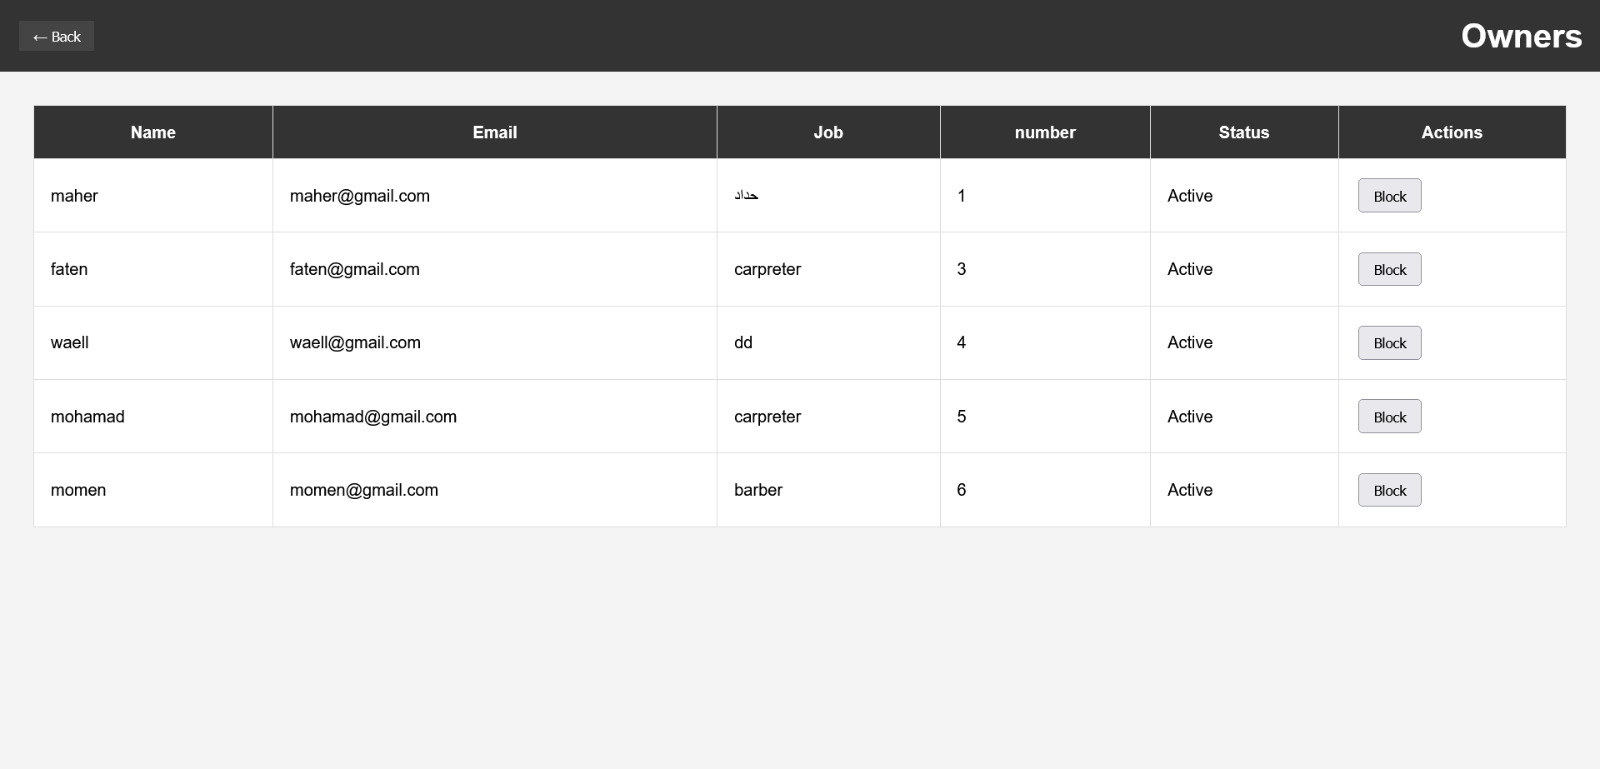 ← Back
Owners
Name Email Job number Status Actions
maher maher@gmail.com حداد 1 Active Block
faten faten@gmail.com carpreter 3 Active Block
waell waell@gmail.com dd 4 Active Block
mohamad mohamad@gmail.com carpreter 5 Active Block
momen momen@gmail.com barber 6 Active Block